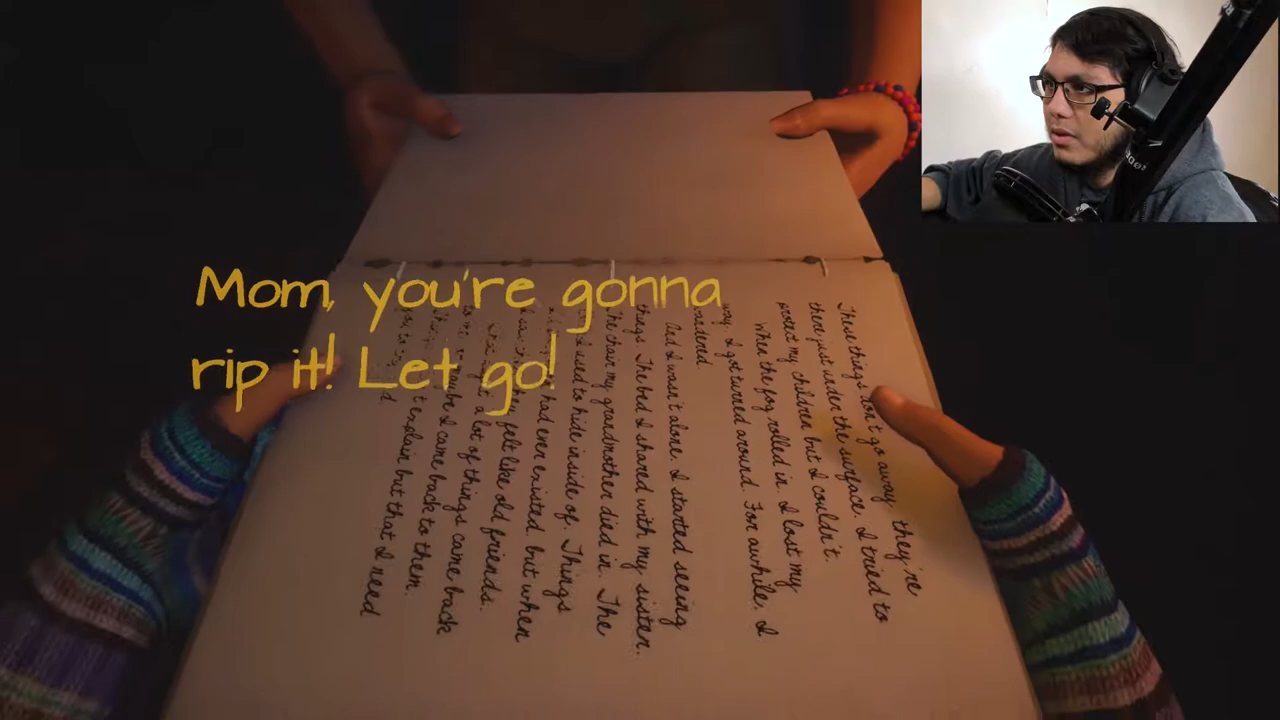 Mom, you're gonna
rip it! Let go!
These things don't go away. they're
there just under the surface. I tried to
protect my children but I couldn't.
When the fog rolled in. I lost my
way. I got turned around. For awhile. I
wandered.
And I wasn't alone. I started seeing
things. The bed I shared with my sister.
The chair my grandmother died in. The
I used to hide inside of. Things
had ever existed. but when
felt like old friends.
a lot of things came back
maybe I came back to them.
explain but that I need